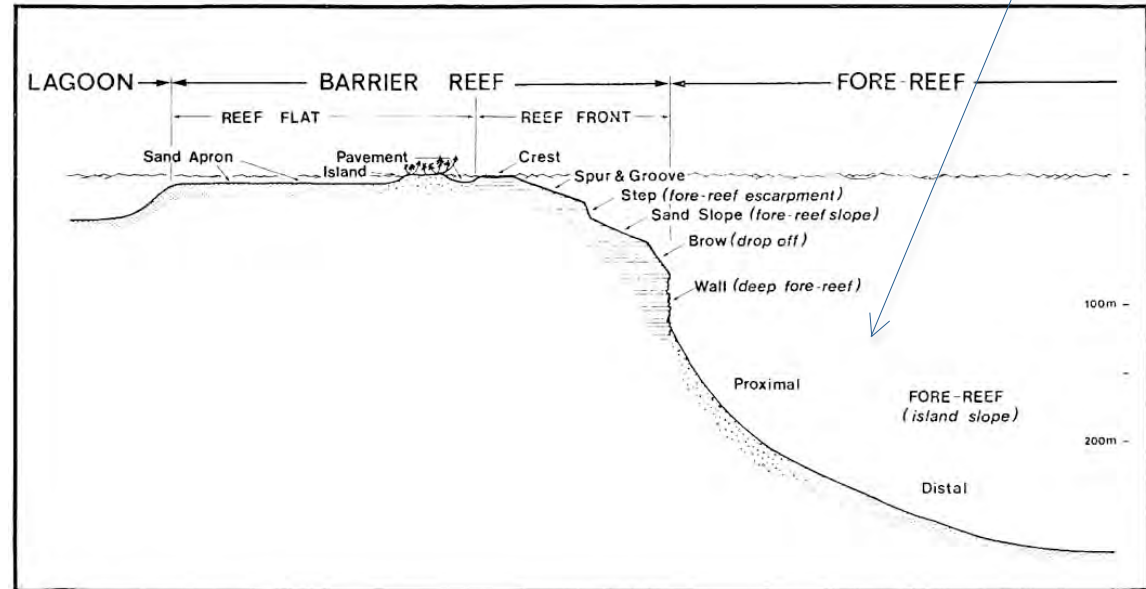 LAGOON BARRIER REEF FORE-REEF
REEF FLAT REEF FRONT
Sand Apron
Pavement
Island
Crest
Spur & Groove
Step (fore-reef escarpment)
Sand Slope (fore-reef slope)
Brow (drop off)
Wall (deep fore-reef)
100m
Proximal
FORE-REEF
(island slope)
200m
Distal